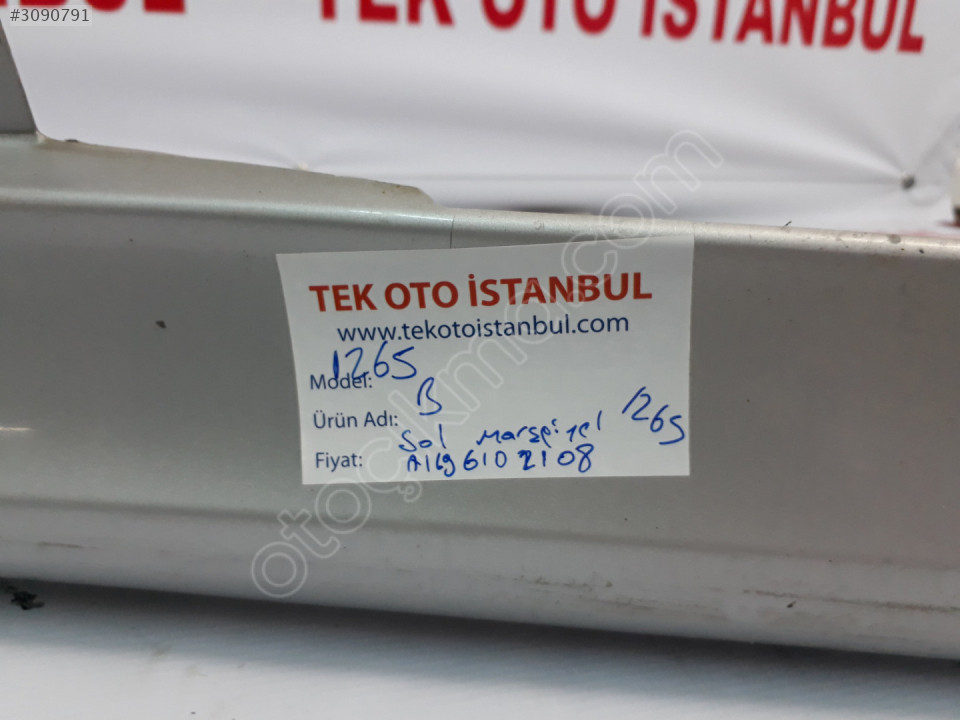 #3090791
TEK OTO İSTANBUL
TEK OTO İSTANBUL
www.tekotoistanbul.com
Model: 1265
Ürün Adı: B
Sol Marşpiyel 1265
Fiyat: A1696102108
otoçıkma.com